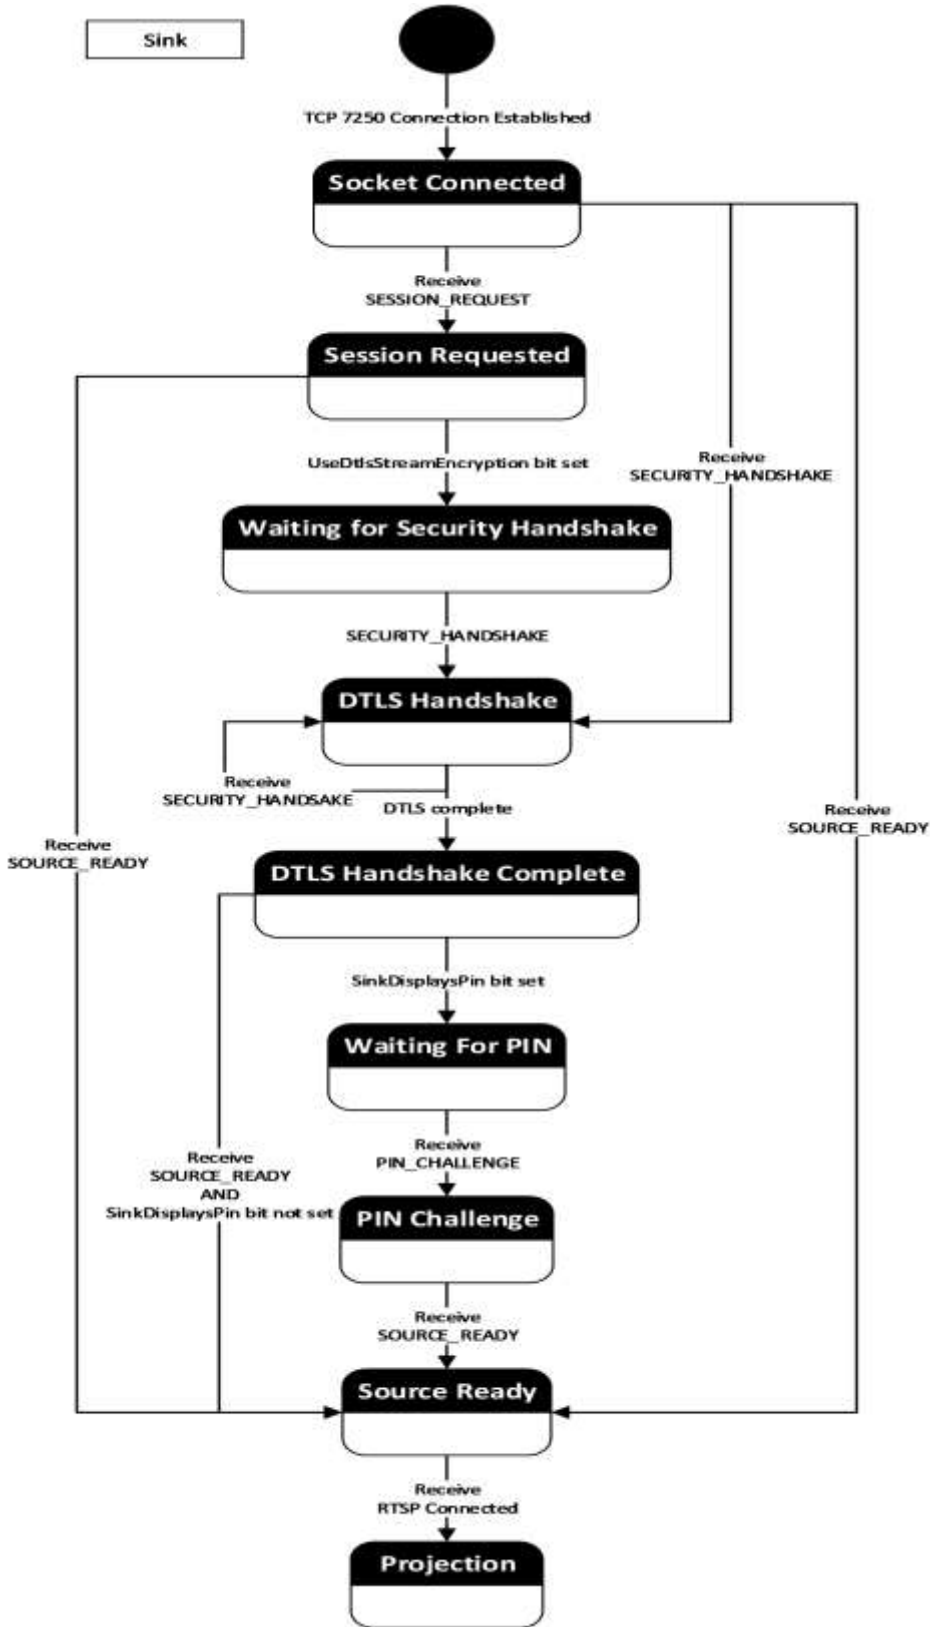 Sink
TCP 7250 Connection Established
Socket Connected
Receive
SESSION_REQUEST
Session Requested
UseDtlsStreamEncryption bit set
Receive
SECURITY_HANDSHAKE
Waiting for Security Handshake
SECURITY_HANDSHAKE
DTLS Handshake
Receive
SECURITY_HANDSAKE
DTLS complete
Receive
SOURCE_READY
Receive
SOURCE_READY
DTLS Handshake Complete
SinkDisplaysPin bit set
Waiting For PIN
Receive
PIN_CHALLENGE
Receive
SOURCE_READY
AND
SinkDisplaysPin bit not set
PIN Challenge
Receive
SOURCE_READY
Source Ready
Receive
RTSP Connected
Projection